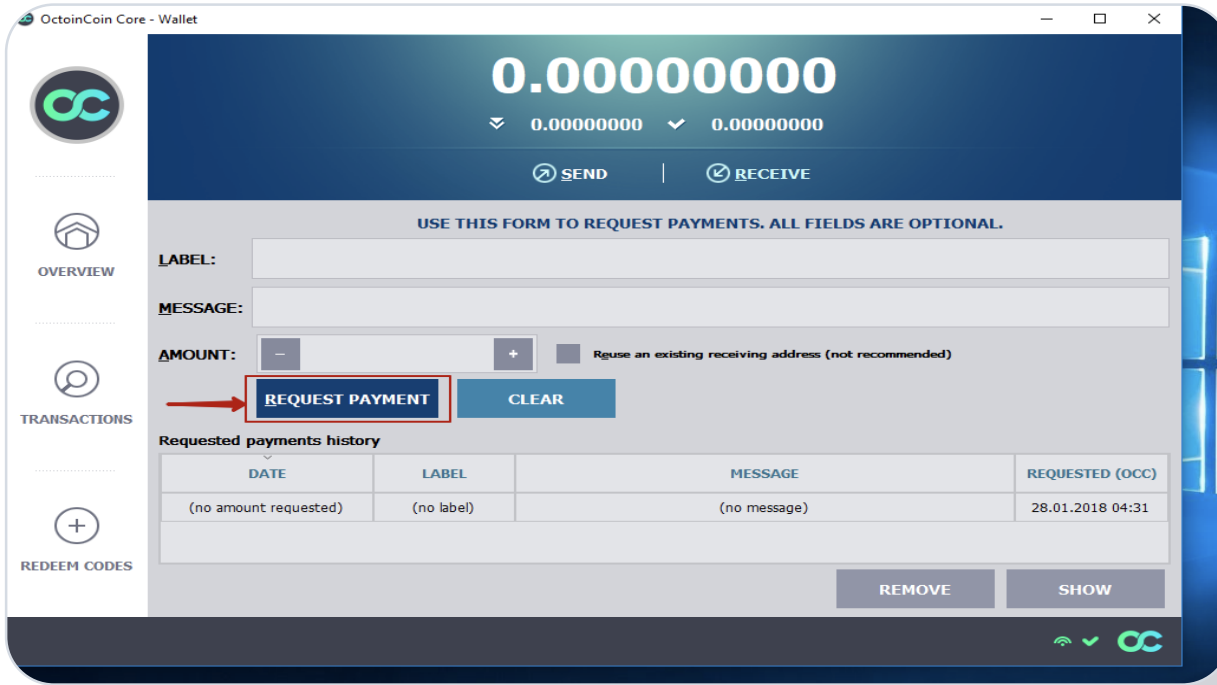 OctoinCoin Core - Wallet
0.00000000
0.00000000 0.00000000
SEND RECEIVE
USE THIS FORM TO REQUEST PAYMENTS. ALL FIELDS ARE OPTIONAL.
OVERVIEW
LABEL:
MESSAGE:
AMOUNT: − + Reuse an existing receiving address (not recommended)
TRANSACTIONS
REQUEST PAYMENT CLEAR
Requested payments history
DATE LABEL MESSAGE REQUESTED (OCC)
(no amount requested) (no label) (no message) 28.01.2018 04:31
REDEEM CODES
REMOVE SHOW